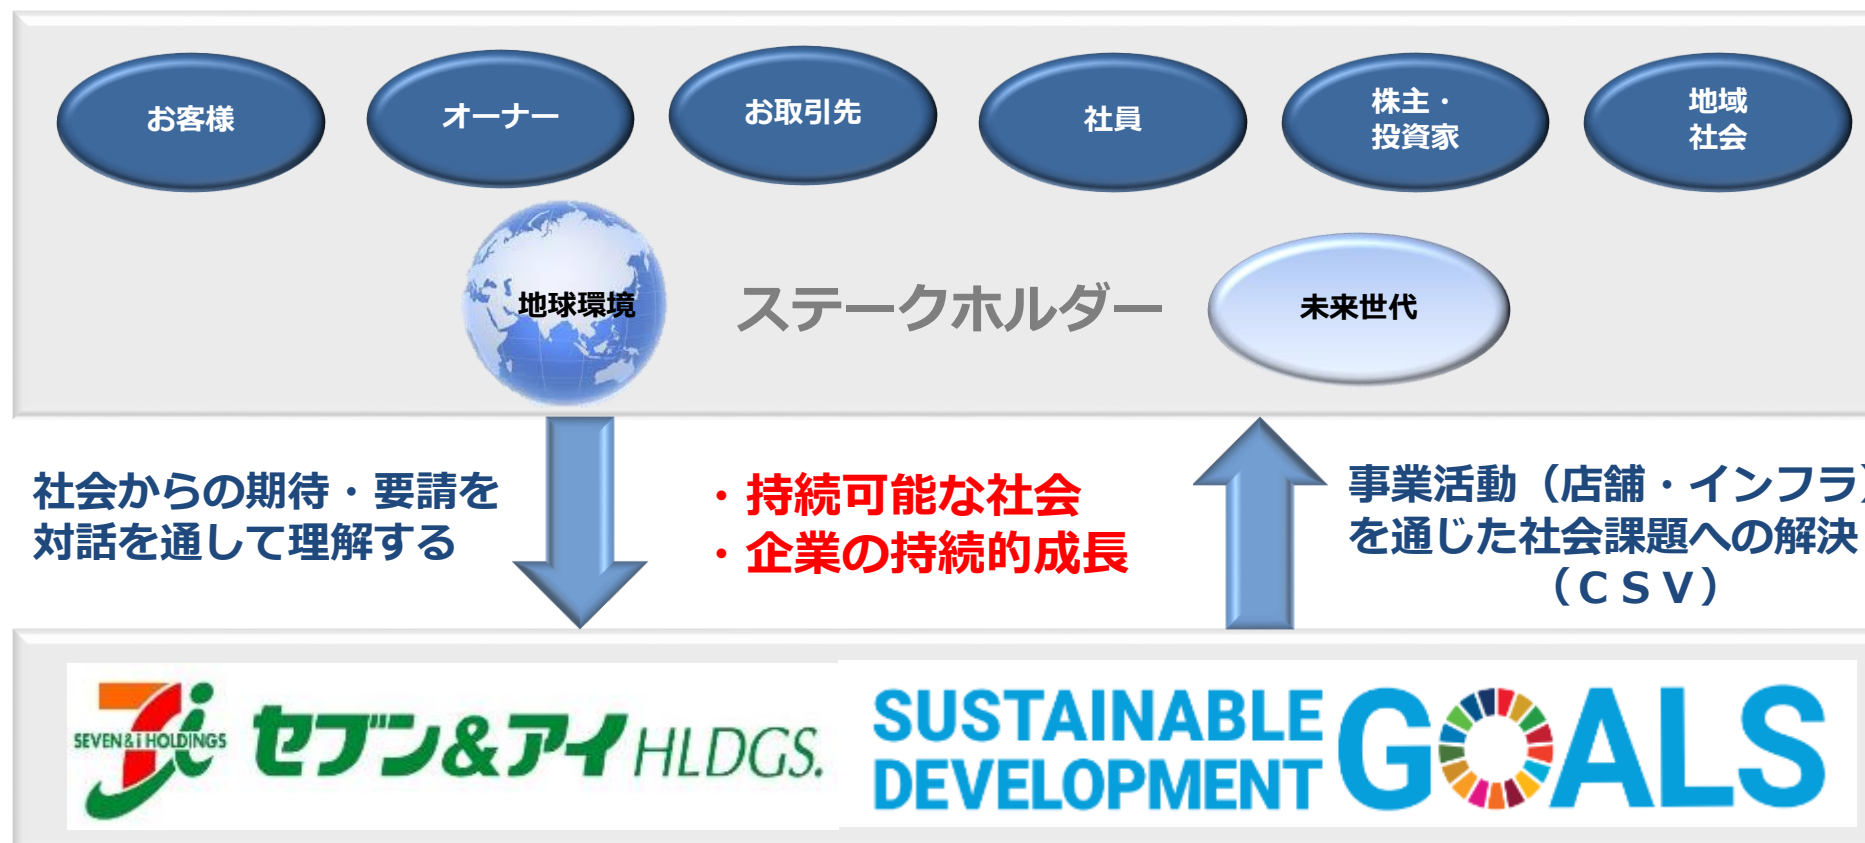 お客様
オーナー
お取引先
社員
株主・
投資家
地域
社会
地球環境
ステークホルダー
未来世代
社会からの期待・要請を
対話を通して理解する
・持続可能な社会
・企業の持続的成長
事業活動（店舗・インフラ）
を通じた社会課題への解決
（ＣＳＶ）
SEVEN & i HOLDINGS
セブン&アイ HLDGS.
SUSTAINABLE
DEVELOPMENT
GOALS